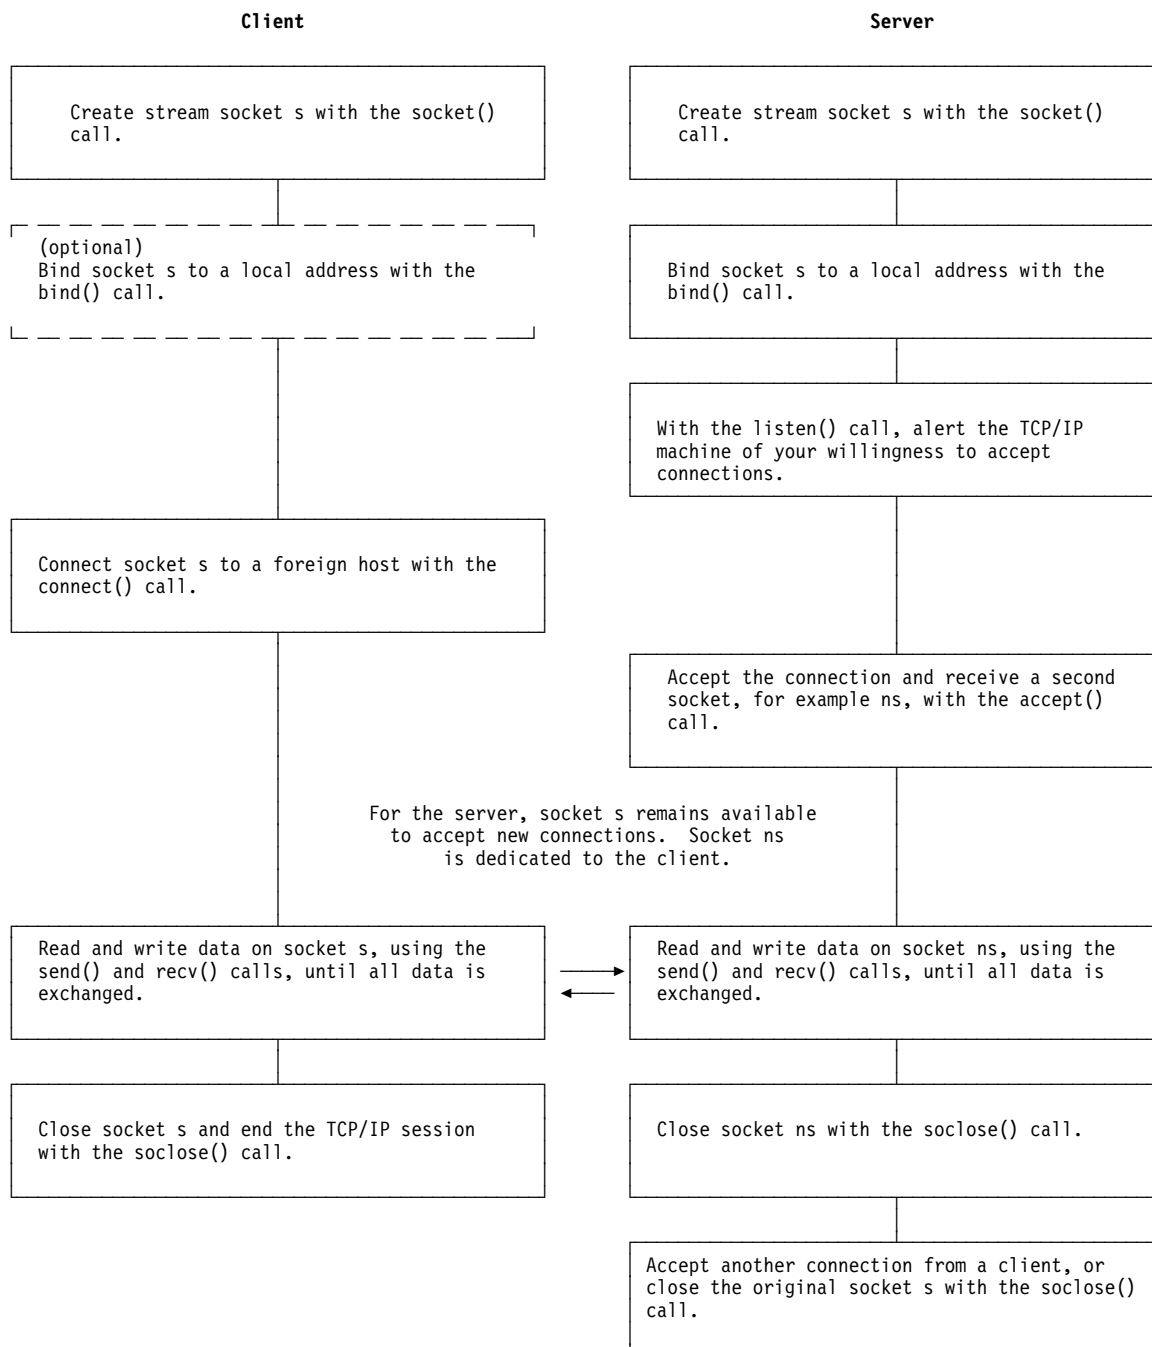 Client
Server
Create stream socket s with the socket()
call.
Create stream socket s with the socket()
call.
(optional)
Bind socket s to a local address with the
bind() call.
Bind socket s to a local address with the
bind() call.
With the listen() call, alert the TCP/IP
machine of your willingness to accept
connections.
Connect socket s to a foreign host with the
connect() call.
Accept the connection and receive a second
socket, for example ns, with the accept()
call.
For the server, socket s remains available
to accept new connections. Socket ns
is dedicated to the client.
Read and write data on socket s, using the
send() and recv() calls, until all data is
exchanged.
Read and write data on socket ns, using the
send() and recv() calls, until all data is
exchanged.
Close socket s and end the TCP/IP session
with the soclose() call.
Close socket ns with the soclose() call.
Accept another connection from a client, or
close the original socket s with the soclose()
call.